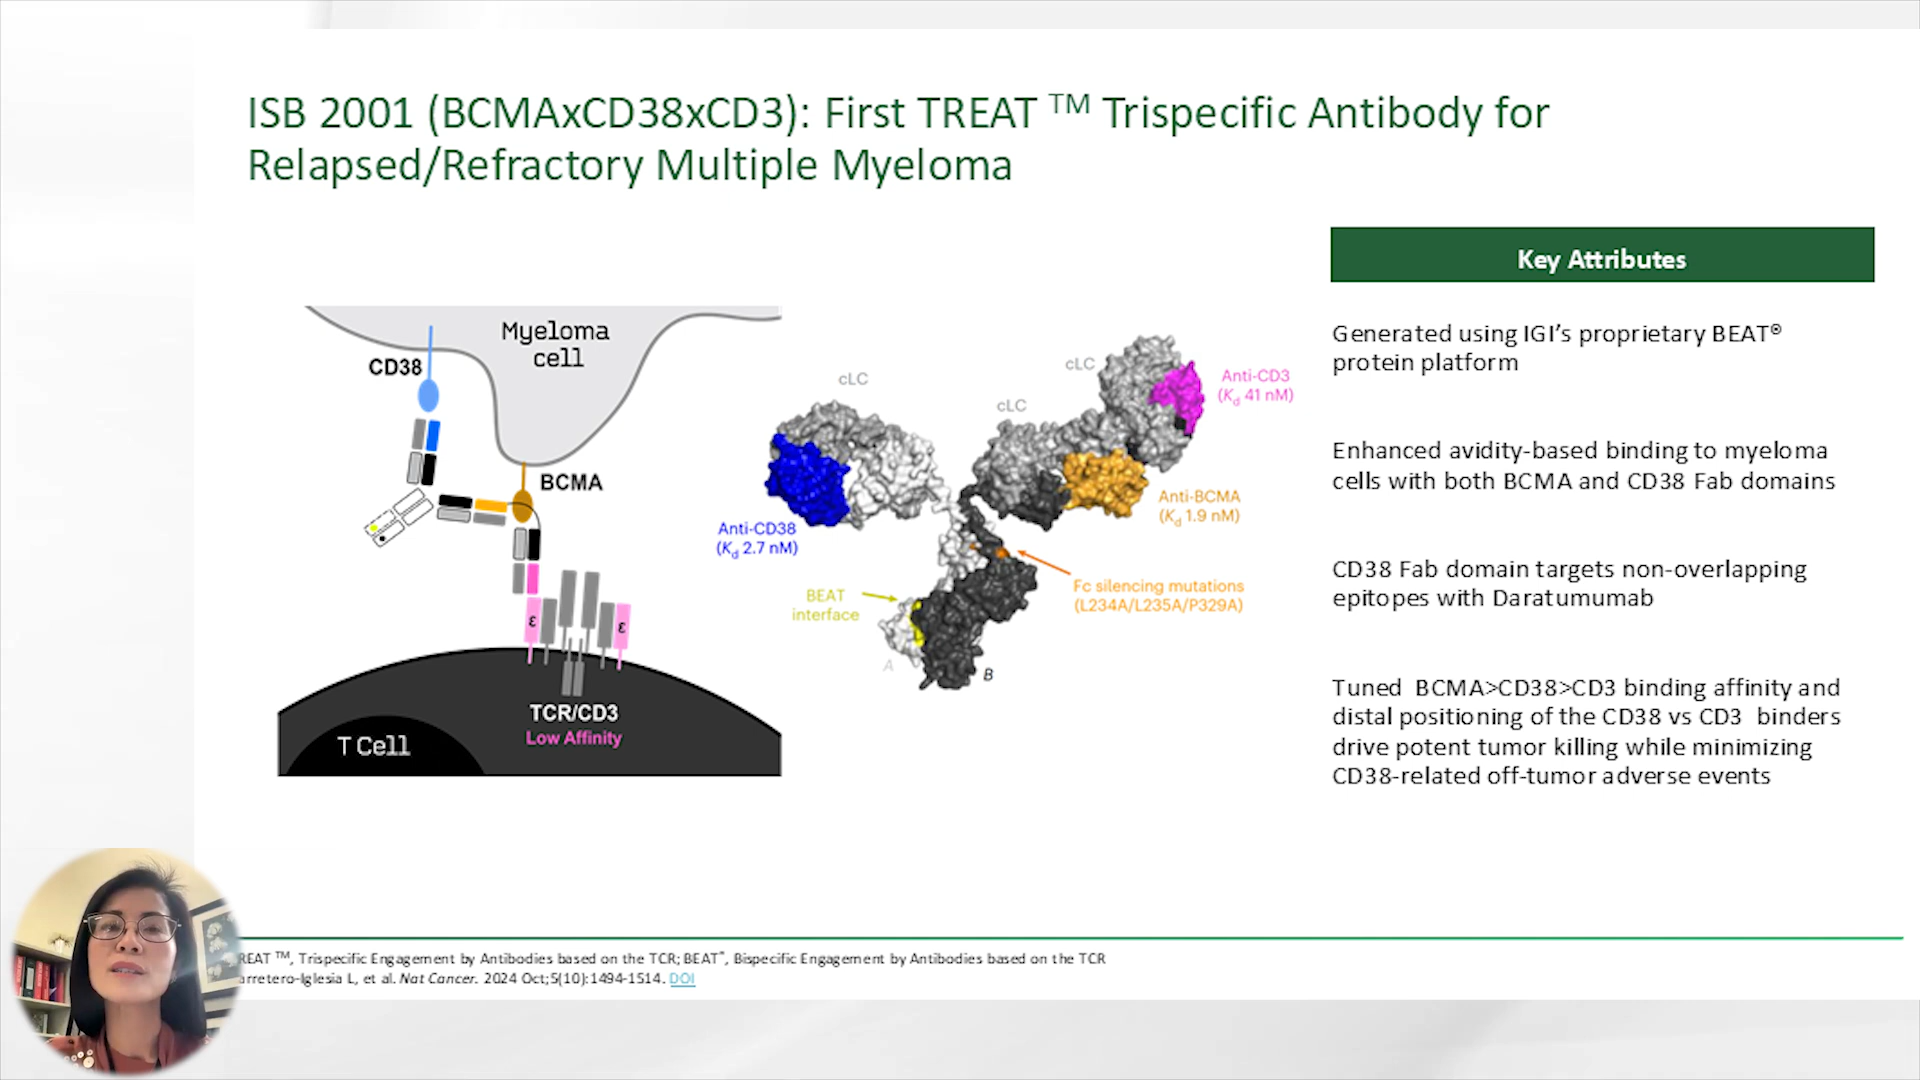 ISB 2001 (BCMAxCD38xCD3): First TREAT ™ Trispecific Antibody for
Relapsed/Refractory Multiple Myeloma
Myeloma
cell
CD38
BCMA
ε
ε
TCR/CD3
Low Affinity
T Cell
cLC
cLC
cLC
Anti-CD3
(Kd 41 nM)
Anti-BCMA
(Kd 1.9 nM)
Anti-CD38
(Kd 2.7 nM)
Fc silencing mutations
(L234A/L235A/P329A)
BEAT
interface
A
B
Key Attributes
Generated using IGI’s proprietary BEAT®
protein platform
Enhanced avidity-based binding to myeloma
cells with both BCMA and CD38 Fab domains
CD38 Fab domain targets non-overlapping
epitopes with Daratumumab
Tuned BCMA>CD38>CD3 binding affinity and
distal positioning of the CD38 vs CD3 binders
drive potent tumor killing while minimizing
CD38-related off-tumor adverse events
REAT ™, Trispecific Engagement by Antibodies based on the TCR; BEAT®, Bispecific Engagement by Antibodies based on the TCR
arretero-Iglesia L, et al. Nat Cancer. 2024 Oct;5(10):1494-1514. DOI